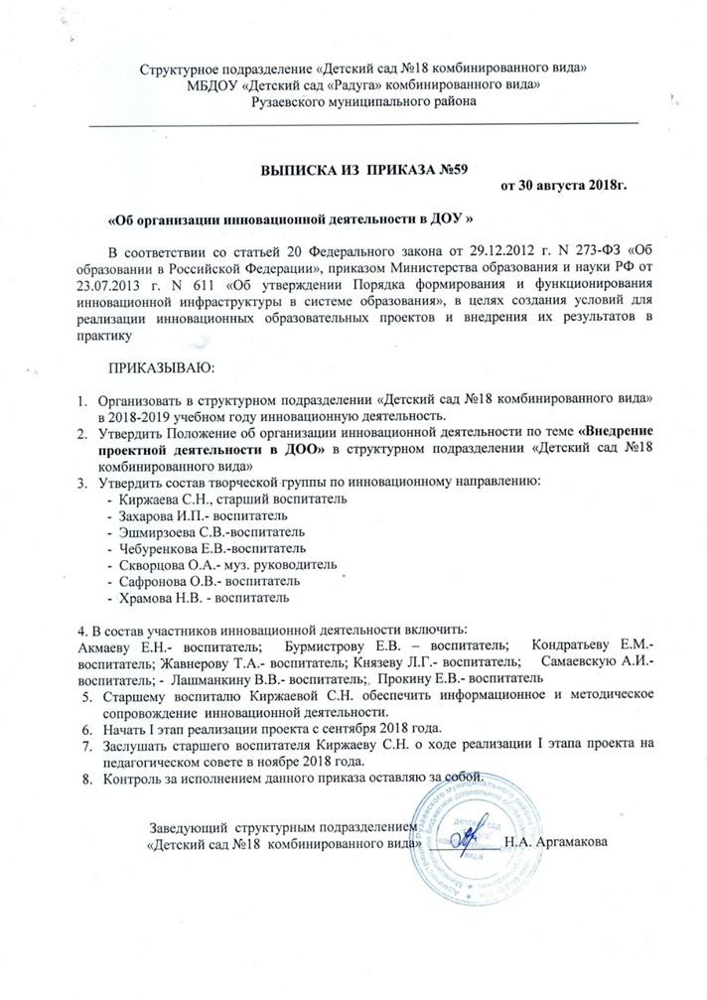 Структурное подразделение «Детский сад №18 комбинированного вида»
МБДОУ «Детский сад «Радуга» комбинированного вида»
Рузаевского муниципального района
ВЫПИСКА ИЗ ПРИКАЗА №59
от 30 августа 2018г.
«Об организации инновационной деятельности в ДОУ »
В соответствии со статьей 20 Федерального закона от 29.12.2012 г. N 273-ФЗ «Об
образовании в Российской Федерации», приказом Министерства образования и науки РФ от
23.07.2013 г. N 611 «Об утверждении Порядка формирования и функционирования
инновационной инфраструктуры в системе образования», в целях создания условий для
реализации инновационных образовательных проектов и внедрения их результатов в
практику
ПРИКАЗЫВАЮ:
1. Организовать в структурном подразделении «Детский сад №18 комбинированного вида»
в 2018-2019 учебном году инновационную деятельность.
2. Утвердить Положение об организации инновационной деятельности по теме «Внедрение
проектной деятельности в ДОО» в структурном подразделении «Детский сад №18
комбинированного вида»
3. Утвердить состав творческой группы по инновационному направлению:
- Киржаева С.Н., старший воспитатель
- Захарова И.П.- воспитатель
- Эшмирзоева С.В.-воспитатель
- Чебуренкова Е.В.-воспитатель
- Скворцова О.А.- муз. руководитель
- Сафронова О.В.- воспитатель
- Храмова Н.В. - воспитатель
4. В состав участников инновационной деятельности включить:
Акмаеву Е.Н.- воспитатель; Бурмистрову Е.В. – воспитатель; Кондратьеву Е.М.-
воспитатель; Жавнерову Т.А.- воспитатель; Князеву Л.Г.- воспитатель; Самаевскую А.И.-
воспитатель; - Лашманкину В.В.- воспитатель;. Прокину Е.В.- воспитатель
5. Старшему воспиталю Киржаевой С.Н. обеспечить информационное и методическое
сопровождение инновационной деятельности.
6. Начать I этап реализации проекта с сентября 2018 года.
7. Заслушать старшего воспитателя Киржаеву С.Н. о ходе реализации I этапа проекта на
педагогическом совете в ноябре 2018 года.
8. Контроль за исполнением данного приказа оставляю за собой.
Заведующий структурным подразделением
«Детский сад №18 комбинированного вида» Н.А. Аргамакова
детский сад
"Радуга"
вида